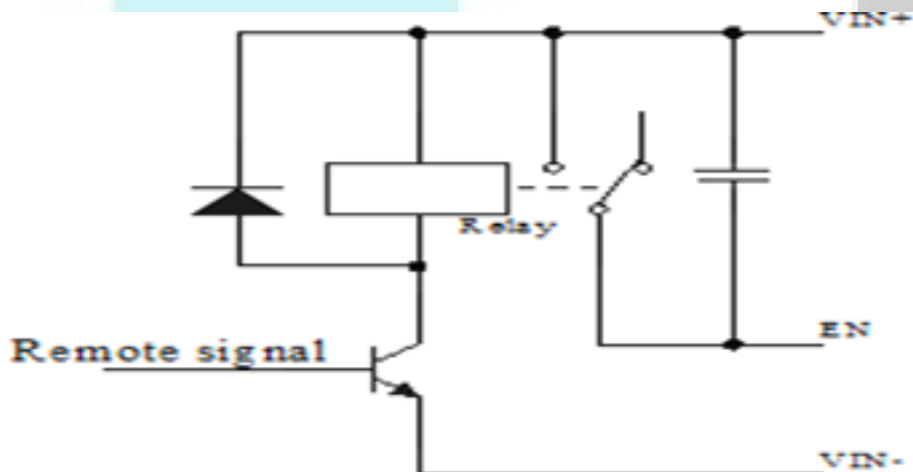 VIN+
Relay
EN
Remote signal
VIN-